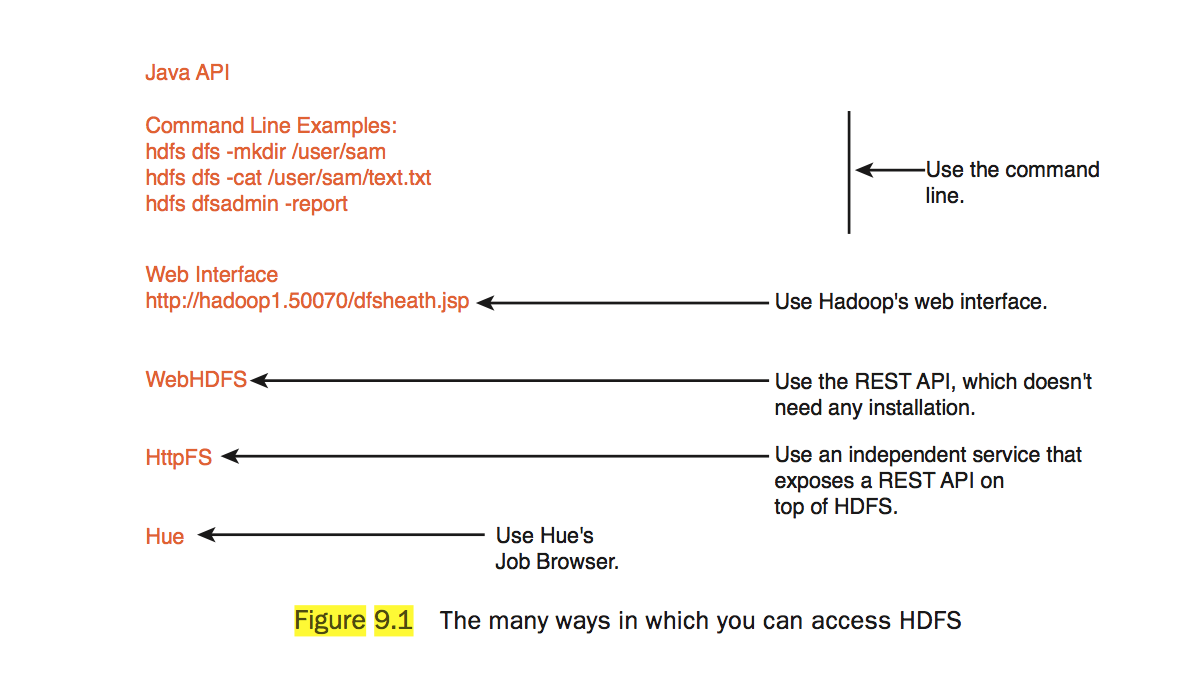 Java API
Command Line Examples:
hdfs dfs -mkdir /user/sam
hdfs dfs -cat /user/sam/text.txt
hdfs dfsadmin -report
Use the command
line.
Web Interface
http://hadoop1.50070/dfsheath.jsp
Use Hadoop's web interface.
WebHDFS
Use the REST API, which doesn't
need any installation.
HttpFS
Use an independent service that
exposes a REST API on
top of HDFS.
Hue
Use Hue's
Job Browser.
Figure 9.1 The many ways in which you can access HDFS